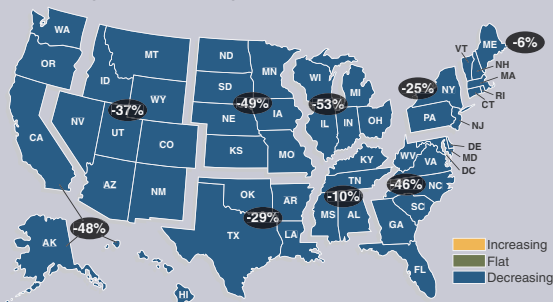 WA
OR
CA
NV
ID
MT
WY
UT
CO
AZ
NM
-37%
-48%
AK
HI
ND
SD
NE
KS
MN
IA
MO
-49%
OK
TX
AR
LA
-29%
WI
MI
IL
IN
OH
-53%
KY
TN
MS
AL
-10%
WV
VA
NC
SC
GA
FL
-46%
DE
MD
DC
NY
PA
NJ
-25%
VT
ME
NH
MA
RI
CT
-6%
Increasing
Flat
Decreasing